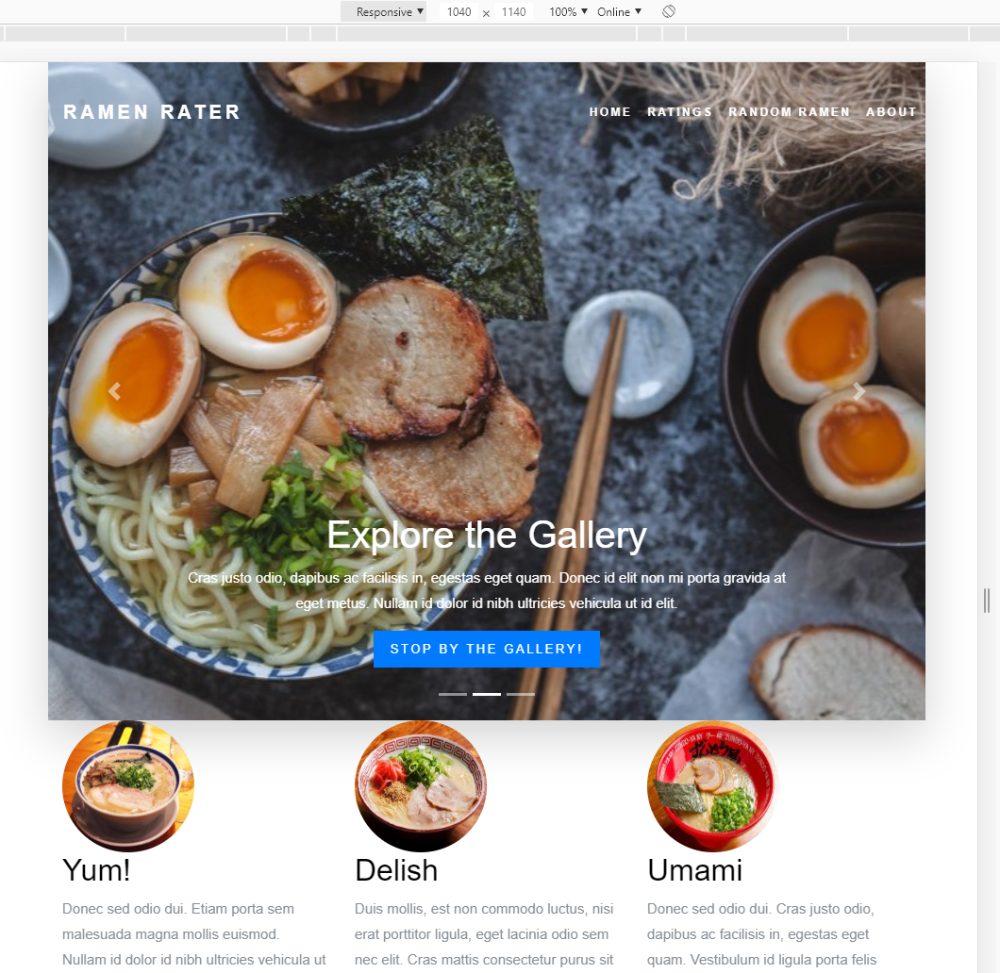 Responsive ▼ 1040 × 1140 100% ▼ Online ▼
RAMEN RATER HOME RATINGS RANDOM RAMEN ABOUT
Explore the Gallery
Cras justo odio, dapibus ac facilisis in, egestas eget quam. Donec id elit non mi porta gravida at
eget metus. Nullam id dolor id nibh ultricies vehicula ut id elit.
STOP BY THE GALLERY!
Yum!
Donec sed odio dui. Etiam porta sem
malesuada magna mollis euismod.
Nullam id dolor id nibh ultricies vehicula ut
Delish
Duis mollis, est non commodo luctus, nisi
erat porttitor ligula, eget lacinia odio sem
nec elit. Cras mattis consectetur purus sit
Umami
Donec sed odio dui. Cras justo odio,
dapibus ac facilisis in, egestas eget
quam. Vestibulum id ligula porta felis